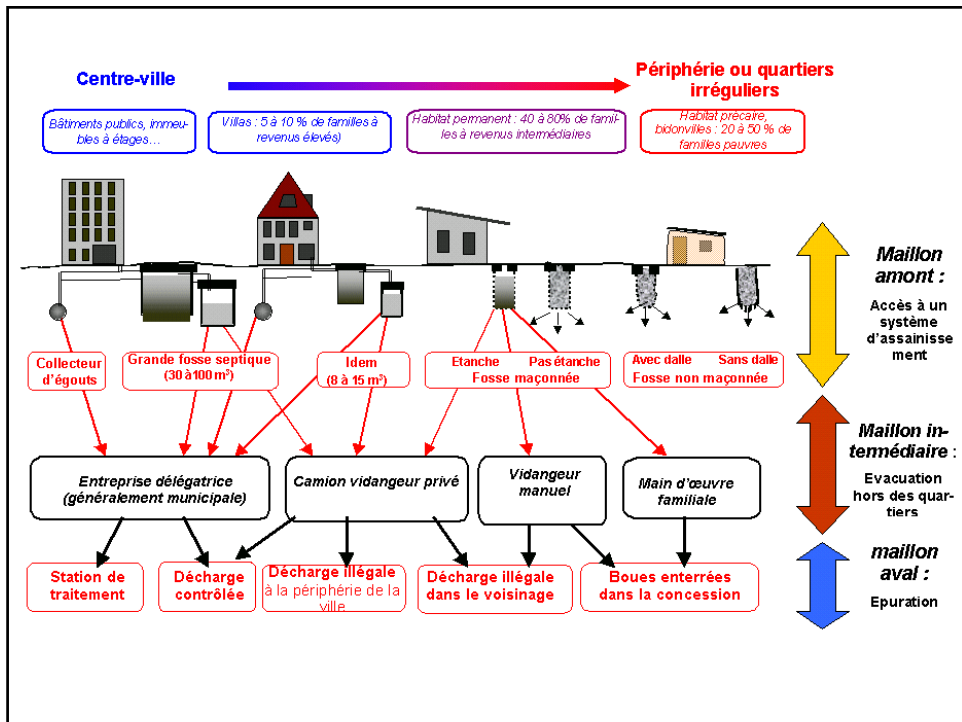 Centre-ville
Périphérie ou quartiers
irréguliers
Bâtiments publics, immeu-
bles à étages…
Villas : 5 à 10 % de familles à
revenus élevés)
Habitat permanent : 40 à 80% de famil-
les à revenus intermédiaires
Habitat précaire,
bidonvilles : 20 à 50 % de
familles pauvres
Maillon
amont :
Accès à un
système
d'assainisse
ment
Collecteur
d'égouts
Grande fosse septique
(30 à100 m³)
Idem
(8 à 15 m³)
Etanche Pas étanche
Fosse maçonnée
Avec dalle Sans dalle
Fosse non maçonnée
Maillon in-
termédiaire :
Evacuation
hors des quar-
tiers
Entreprise délégatrice
(généralement municipale)
Camion vidangeur privé
Vidangeur
manuel
Main d'œuvre
familiale
maillon
aval :
Epuration
Station de
traitement
Décharge
contrôlée
Décharge illégale
à la périphérie de la
ville
Décharge illégale
dans le voisinage
Boues enterrées
dans la concession